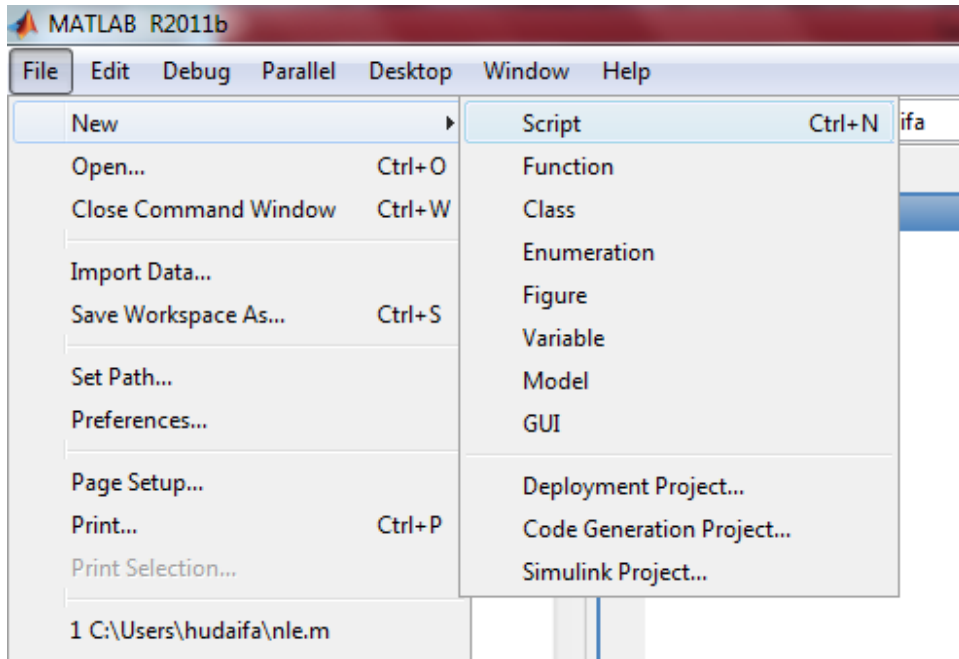 MATLAB R2011b
File Edit Debug Parallel Desktop Window Help
New
Open... Ctrl+O
Close Command Window Ctrl+W
Import Data...
Save Workspace As... Ctrl+S
Set Path...
Preferences...
Page Setup...
Print... Ctrl+P
Print Selection...
1 C:\Users\hudaifa\nle.m
Script Ctrl+N
Function
Class
Enumeration
Figure
Variable
Model
GUI
Deployment Project...
Code Generation Project...
Simulink Project...
ifa